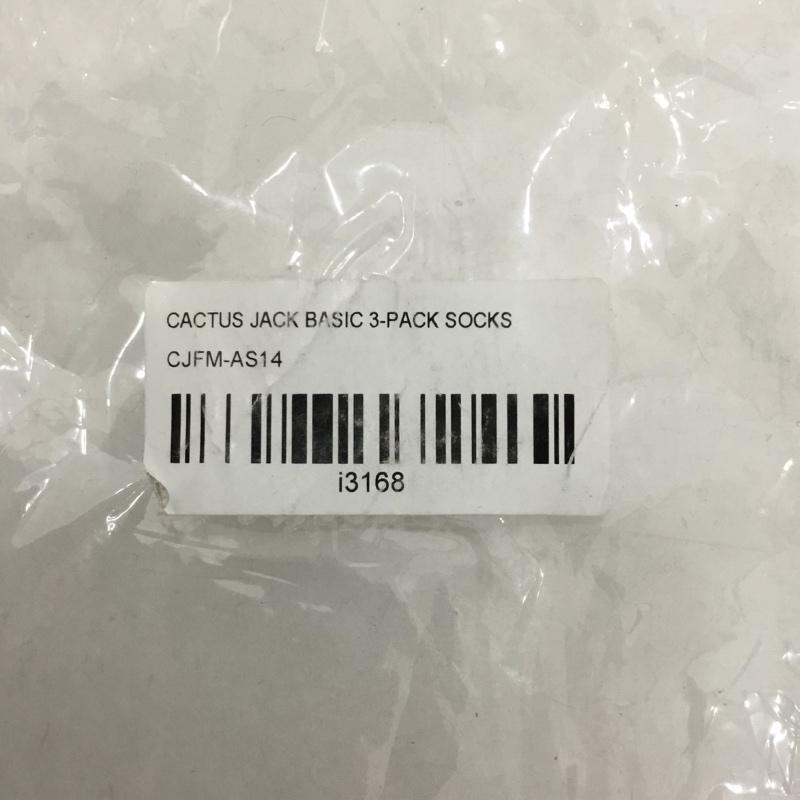 CACTUS JACK BASIC 3-PACK SOCKS
CJFM-AS14
i3168